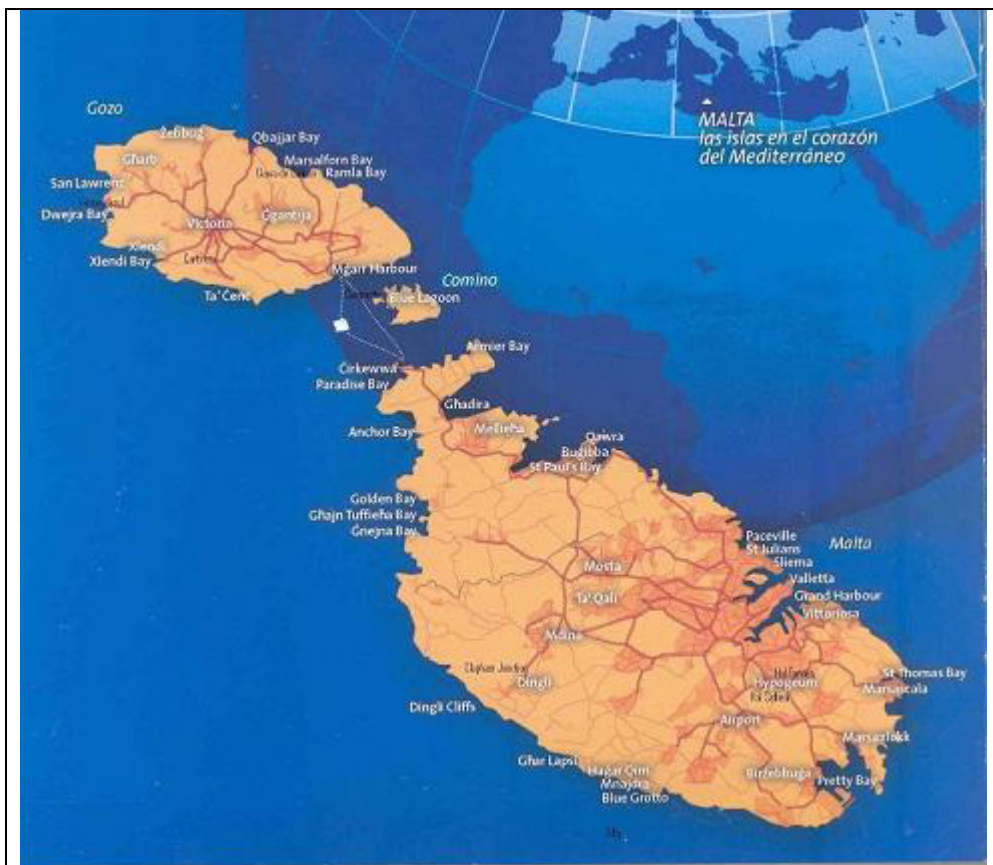 MALTA
las islas en el corazón
del Mediterráneo
Gozo
Żebbuġ
Qbajjar Bay
Għarb
Marsalforn Bay
Ramla Bay
San Lawrenz
Dwejra Bay
Ġgantija
Victoria
Xlendi
Xlendi Bay
Mġarr Harbour
Ta' Ċenċ
Comino
Blue Lagoon
Armier Bay
Ċirkewwa
Paradise Bay
Għadira
Anchor Bay
Mellieħa
Qawra
Buġibba
St Paul's Bay
Golden Bay
Għajn Tuffieħa Bay
Ġnejna Bay
Paceville
St Julians
Malta
Sliema
Mosta
Valletta
Ta' Qali
Grand Harbour
Vittoriosa
Mdina
St Thomas Bay
Dingli
Hypogeum
Marsascala
Dingli Cliffs
Airport
Marsaxlokk
Għar Lapsi
Ħaġar Qim
Birżebbuġa
Pretty Bay
Mnajdra
Blue Grotto